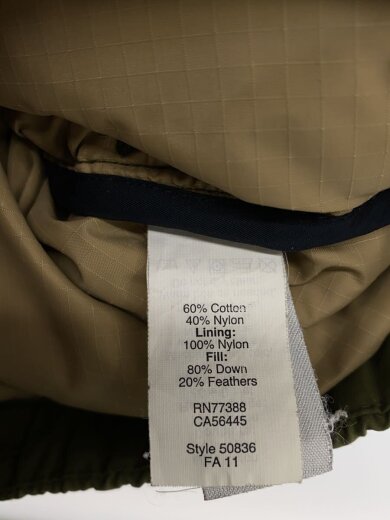 60% Cotton
40% Nylon
Lining:
100% Nylon
Fill:
80% Down
20% Feathers
RN77388
CA56445
Style 50836
FA 11